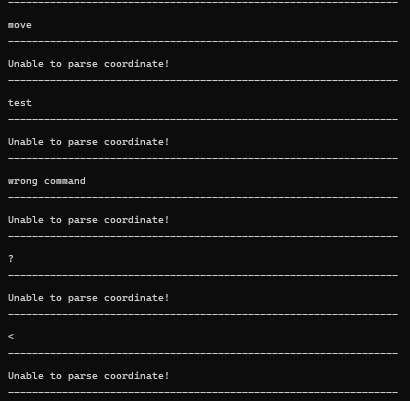 move
Unable to parse coordinate!
test
Unable to parse coordinate!
wrong command
Unable to parse coordinate!
?
Unable to parse coordinate!
<
Unable to parse coordinate!